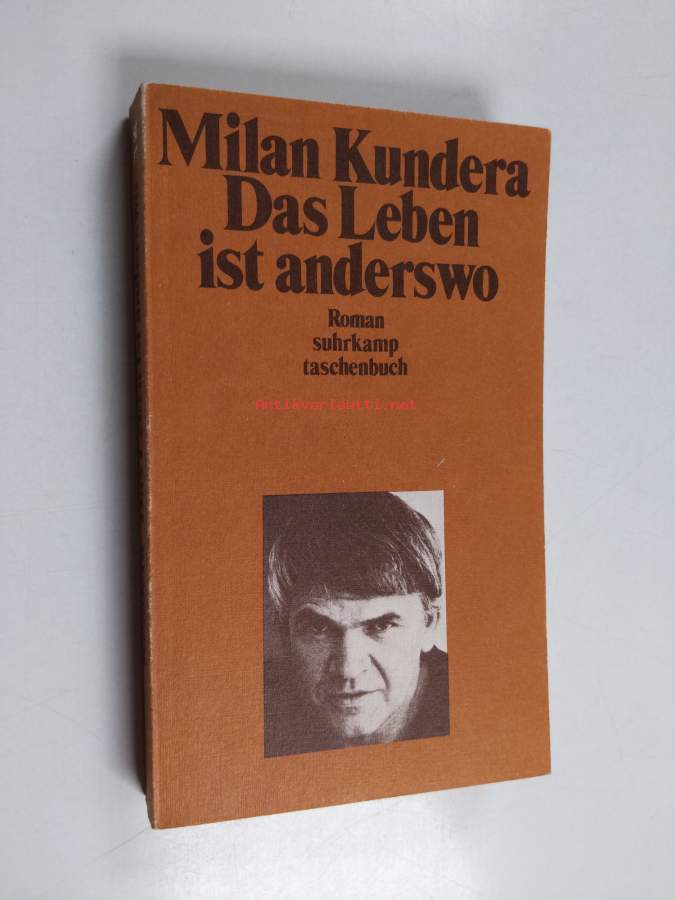 Milan Kundera
Das Leben
ist anderswo
Roman
suhrkamp
taschenbuch
Antikvariaatti.net